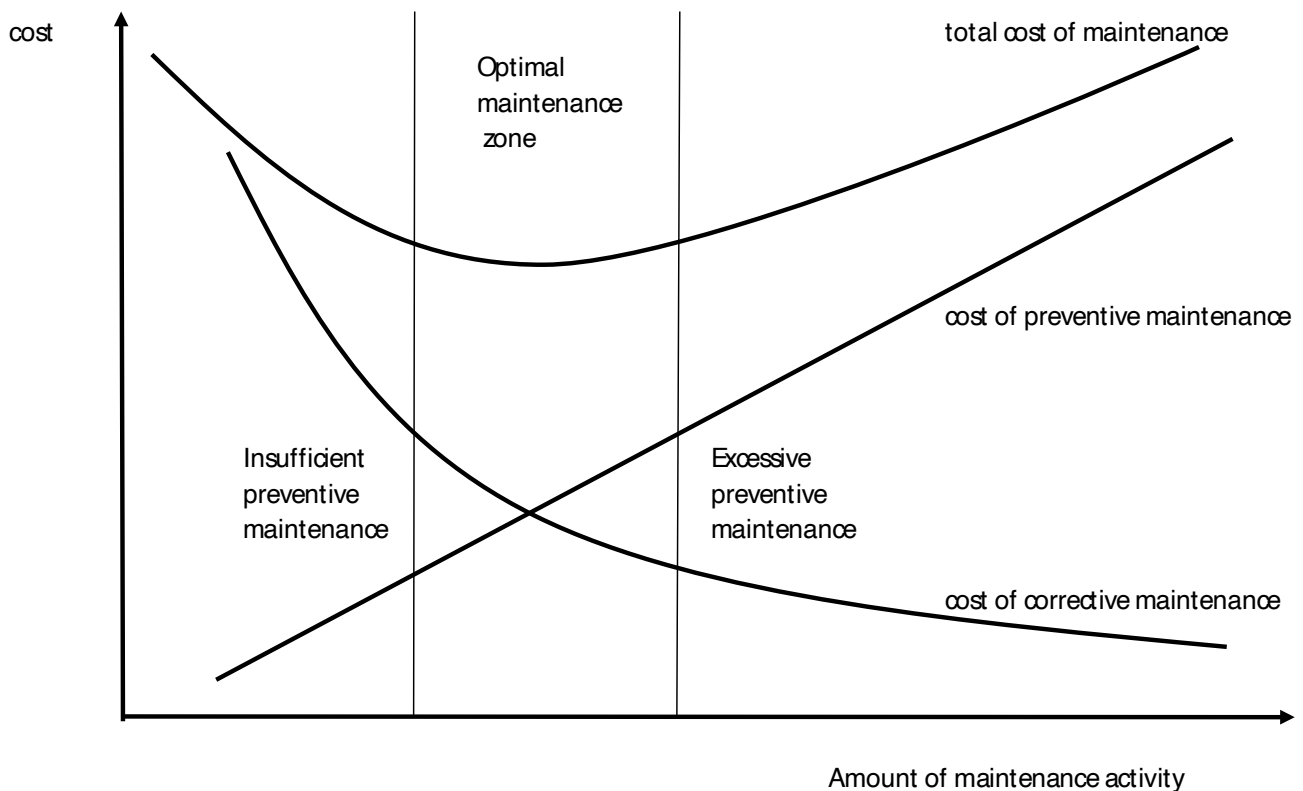 cost
total cost of maintenance
Optimal
maintenance
zone
cost of preventive maintenance
Insufficient
preventive
maintenance
Excessive
preventive
maintenance
cost of corrective maintenance
Amount of maintenance activity